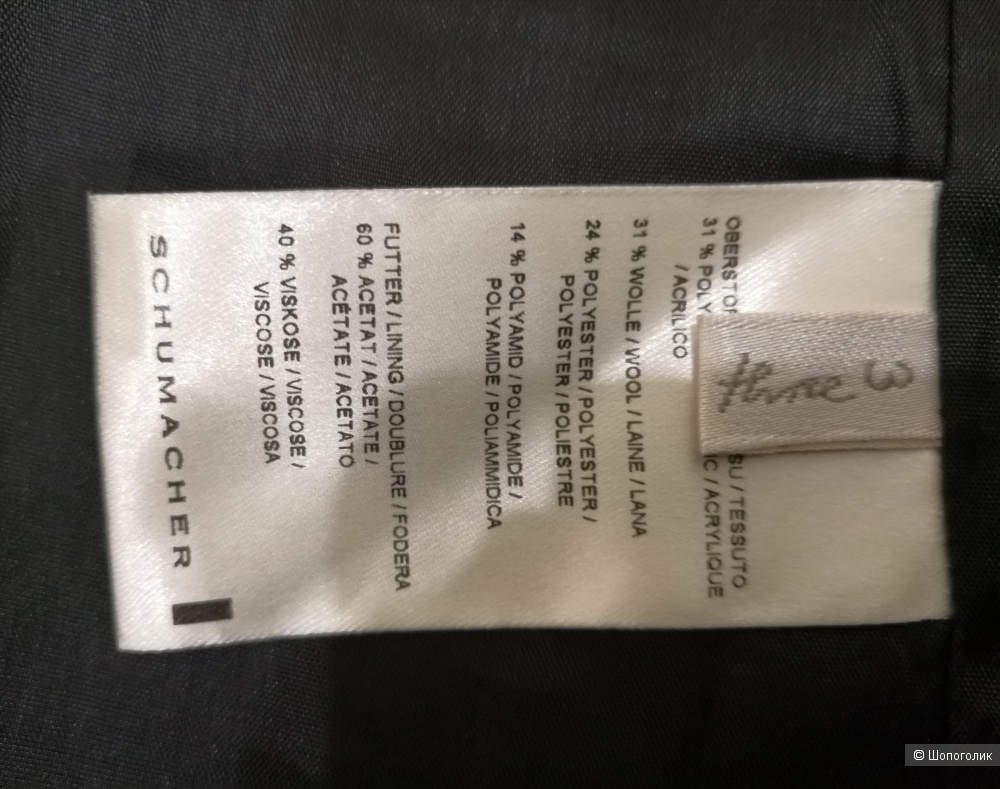 3
OBERSTOF SU / TESSUTO
31 % POLY IC / ACRYLIQUE
/ ACRILICO
31 % WOLLE / WOOL / LAINE / LANA
24 % POLYESTER / POLYESTER /
POLYESTER / POLIESTRE
14 % POLYAMID / POLYAMIDE /
POLYAMIDE / POLIAMMIDICA
FUTTER / LINING / DOUBLURE / FODERA
60 % ACETAT / ACETATE /
ACÉTATE / ACETATO
40 % VISKOSE / VISCOSE /
VISCOSE / VISCOSA
SCHUMACHER
© Шопоголик